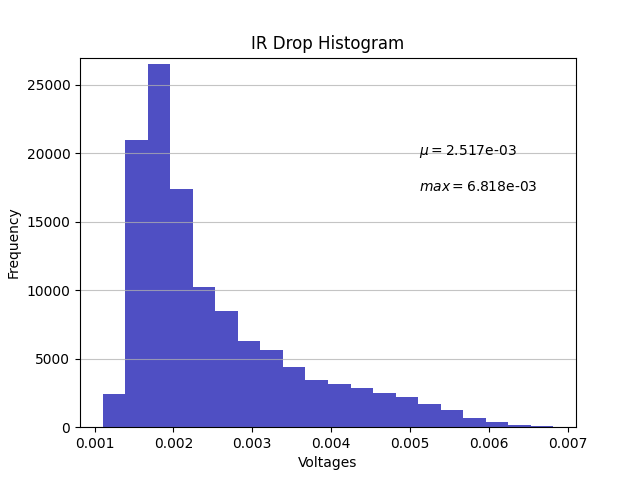 IR Drop Histogram
25000
20000
15000
10000
5000
0
Frequency
μ = 2.517e-03
max = 6.818e-03
0.001 0.002 0.003 0.004 0.005 0.006 0.007
Voltages